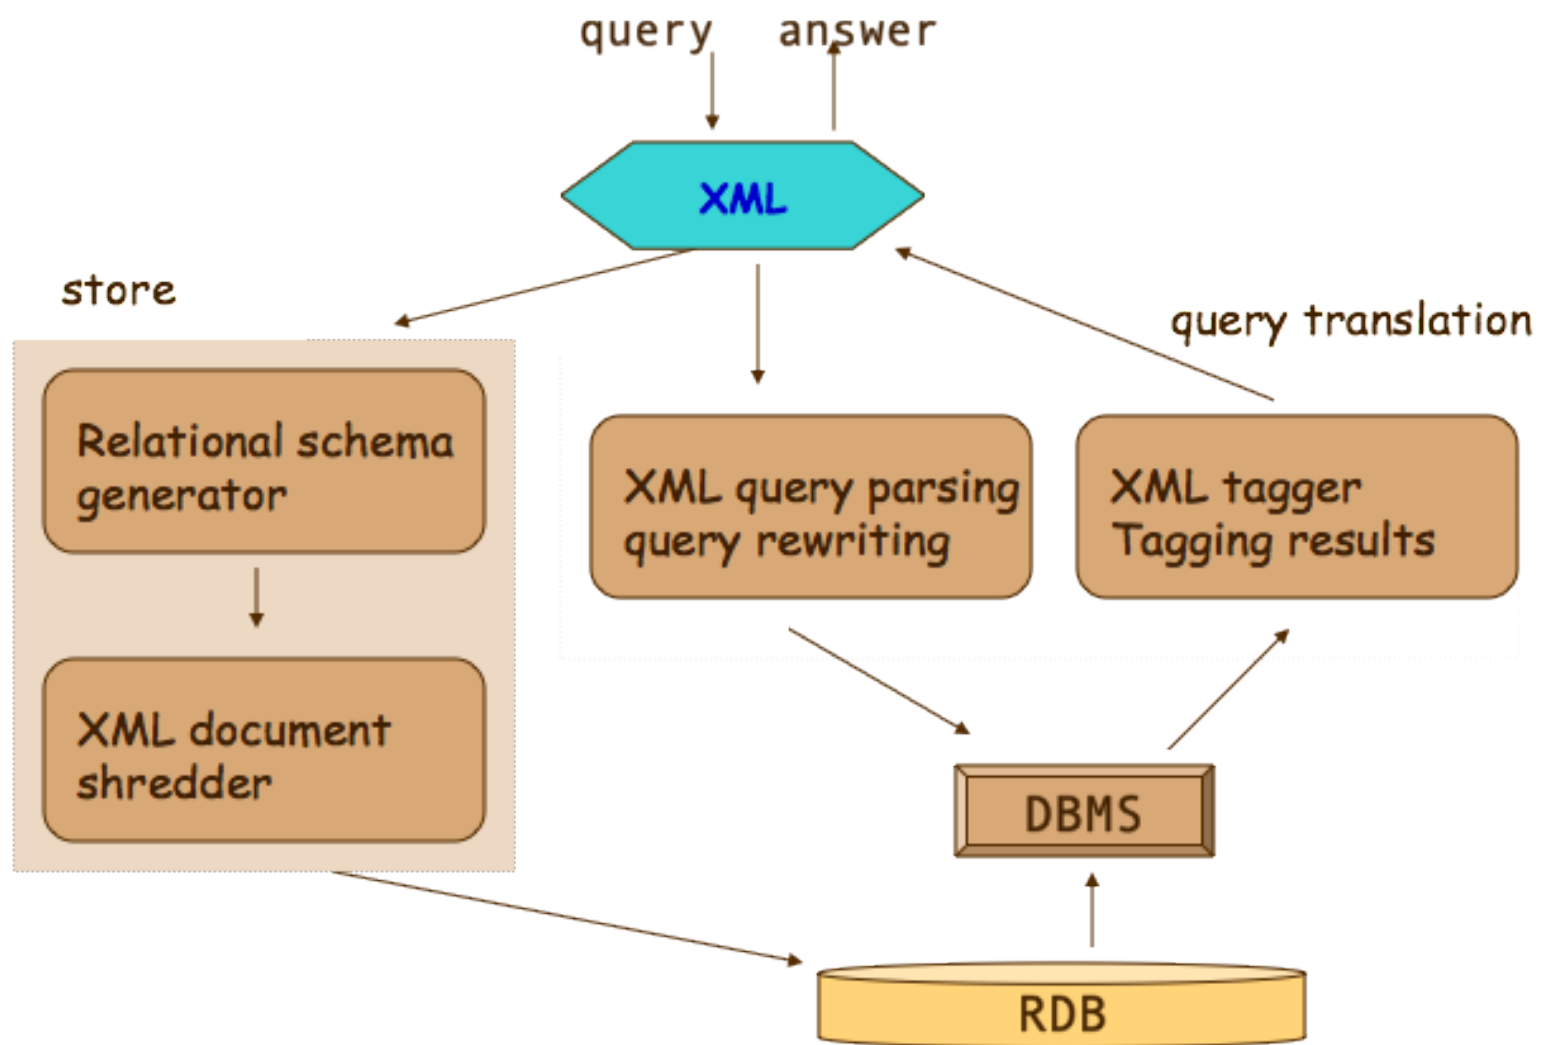 query answer
XML
store
query translation
Relational schema
generator
XML query parsing
query rewriting
XML tagger
Tagging results
XML document
shredder
DBMS
RDB